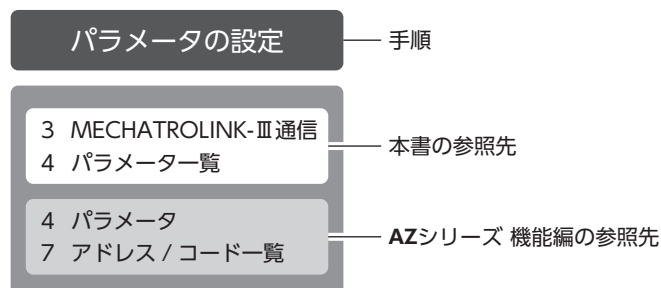 パラメータの設定
手順
3 MECHATROLINK-Ⅲ通信
4 パラメータ一覧
本書の参照先
4 パラメータ
7 アドレス / コード一覧
AZシリーズ 機能編の参照先